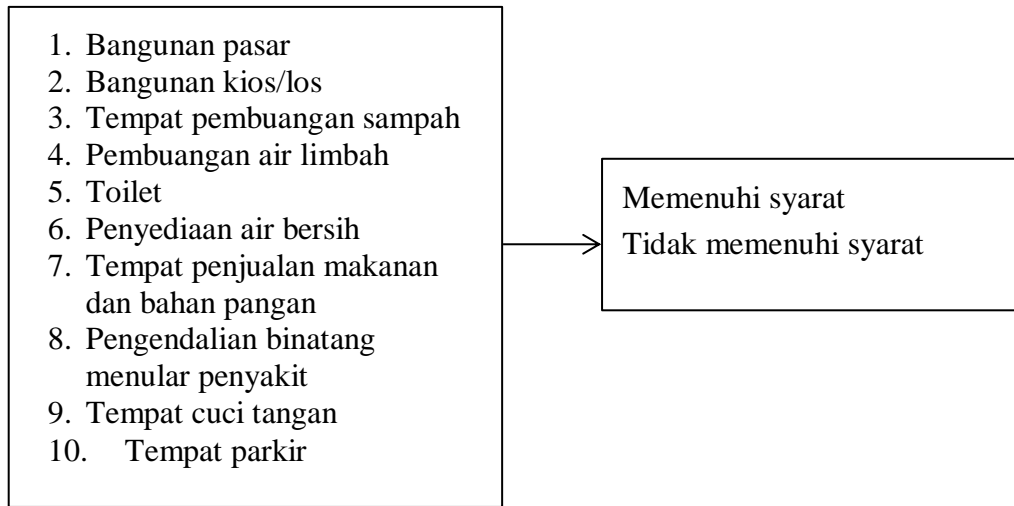 1. Bangunan pasar
2. Bangunan kios/los
3. Tempat pembuangan sampah
4. Pembuangan air limbah
5. Toilet
6. Penyediaan air bersih
7. Tempat penjualan makanan
dan bahan pangan
8. Pengendalian binatang
menular penyakit
9. Tempat cuci tangan
10. Tempat parkir
Memenuhi syarat
Tidak memenuhi syarat